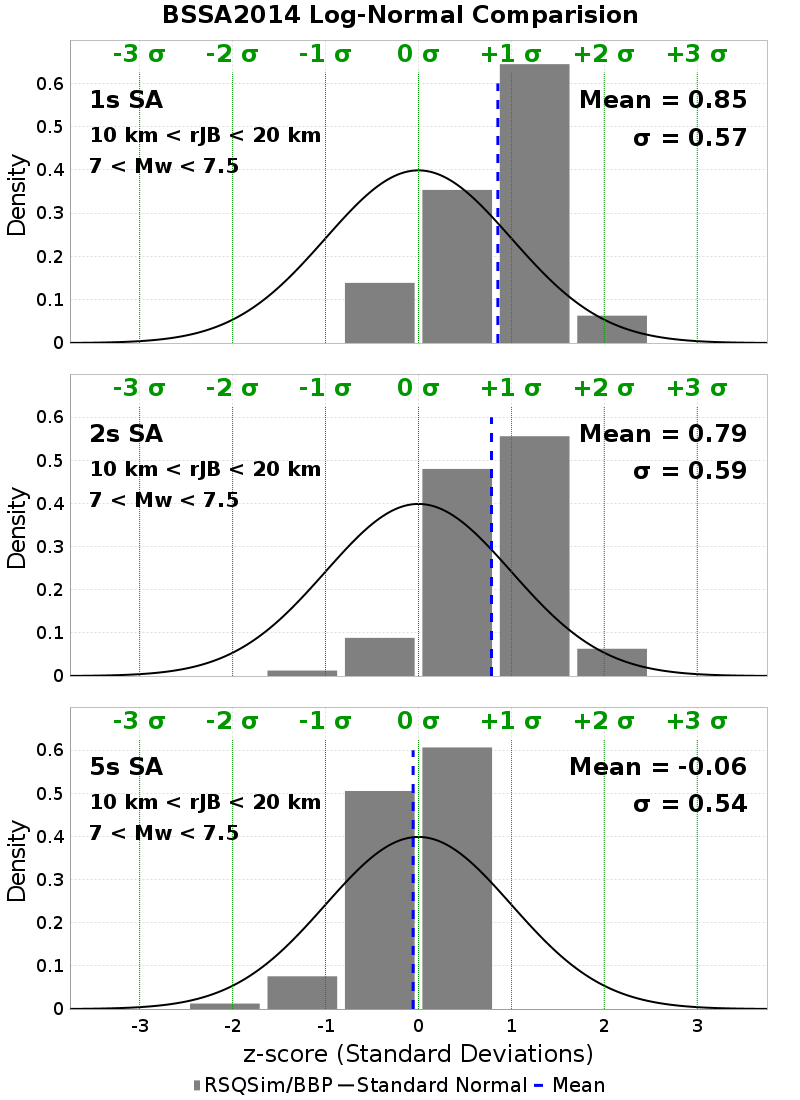 BSSA2014 Log-Normal Comparision
-3 σ -2 σ -1 σ 0 σ +1 σ +2 σ +3 σ
1s SA
10 km < rJB < 20 km
7 < Mw < 7.5
Mean = 0.85
σ = 0.57
Density
0.6
0.5
0.4
0.3
0.2
0.1
0
-3 σ -2 σ -1 σ 0 σ +1 σ +2 σ +3 σ
2s SA
10 km < rJB < 20 km
7 < Mw < 7.5
Mean = 0.79
σ = 0.59
Density
0.6
0.5
0.4
0.3
0.2
0.1
0
-3 σ -2 σ -1 σ 0 σ +1 σ +2 σ +3 σ
5s SA
10 km < rJB < 20 km
7 < Mw < 7.5
Mean = -0.06
σ = 0.54
Density
0.6
0.5
0.4
0.3
0.2
0.1
0
-3 -2 -1 0 1 2 3
z-score (Standard Deviations)
RSQSim/BBP Standard Normal Mean